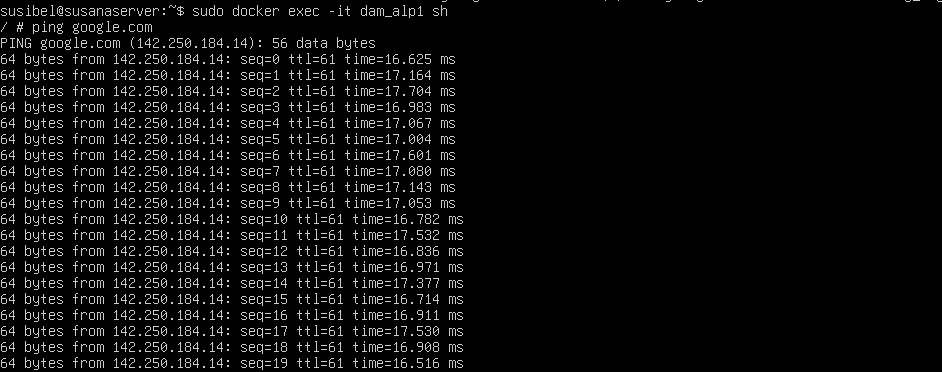 susibel@susanaserver:~$ sudo docker exec -it dam_alp1 sh
/ # ping google.com
PING google.com (142.250.184.14): 56 data bytes
64 bytes from 142.250.184.14: seq=0 ttl=61 time=16.625 ms
64 bytes from 142.250.184.14: seq=1 ttl=61 time=17.164 ms
64 bytes from 142.250.184.14: seq=2 ttl=61 time=17.704 ms
64 bytes from 142.250.184.14: seq=3 ttl=61 time=16.983 ms
64 bytes from 142.250.184.14: seq=4 ttl=61 time=17.067 ms
64 bytes from 142.250.184.14: seq=5 ttl=61 time=17.004 ms
64 bytes from 142.250.184.14: seq=6 ttl=61 time=17.601 ms
64 bytes from 142.250.184.14: seq=7 ttl=61 time=17.080 ms
64 bytes from 142.250.184.14: seq=8 ttl=61 time=17.143 ms
64 bytes from 142.250.184.14: seq=9 ttl=61 time=17.053 ms
64 bytes from 142.250.184.14: seq=10 ttl=61 time=16.782 ms
64 bytes from 142.250.184.14: seq=11 ttl=61 time=17.532 ms
64 bytes from 142.250.184.14: seq=12 ttl=61 time=16.836 ms
64 bytes from 142.250.184.14: seq=13 ttl=61 time=16.971 ms
64 bytes from 142.250.184.14: seq=14 ttl=61 time=17.377 ms
64 bytes from 142.250.184.14: seq=15 ttl=61 time=16.714 ms
64 bytes from 142.250.184.14: seq=16 ttl=61 time=16.911 ms
64 bytes from 142.250.184.14: seq=17 ttl=61 time=17.530 ms
64 bytes from 142.250.184.14: seq=18 ttl=61 time=16.908 ms
64 bytes from 142.250.184.14: seq=19 ttl=61 time=16.516 ms